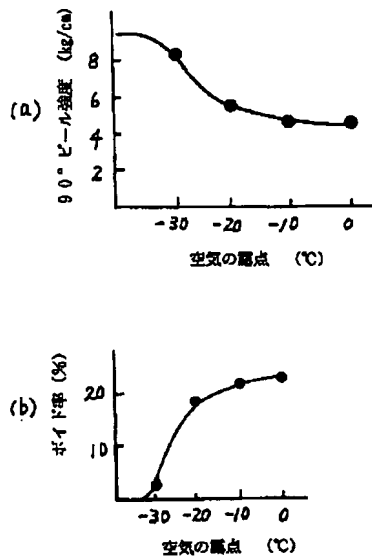 (a)
90°ピール強度 (kg/cm)
8
6
4
2
-30 -20 -10 0
空気の露点 (℃)
(b)
ボイド率(%)
20
10
-30 -20 -10 0
空気の露点 (℃)